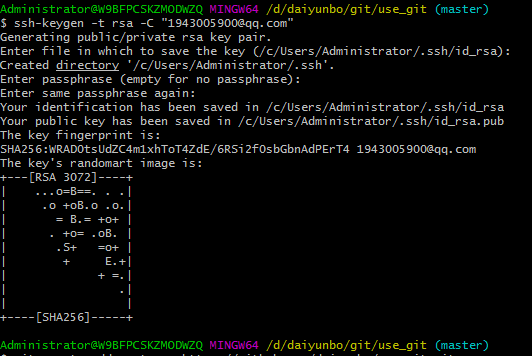 Administrator@W9BFPCSKZMODWZQ MINGW64 /d/daiyunbo/git/use_git (master)
$ ssh-keygen -t rsa -C "1943005900@qq.com"
Generating public/private rsa key pair.
Enter file in which to save the key (/c/Users/Administrator/.ssh/id_rsa):
Created directory '/c/Users/Administrator/.ssh'.
Enter passphrase (empty for no passphrase):
Enter same passphrase again:
Your identification has been saved in /c/Users/Administrator/.ssh/id_rsa
Your public key has been saved in /c/Users/Administrator/.ssh/id_rsa.pub
The key fingerprint is:
SHA256:WRADOtsUdZC4m1xhToT4ZdE/6RSi2fOsbGbnAdPErT4 1943005900@qq.com
The key's randomart image is:
+---[RSA 3072]----+
|    ...o=B==. . .|
|     .o +oB.o .o.|
|       = B.= +o+ |
|      . +o= .oB. |
|       .S+   =o+ |
|        +     E.+|
|             + =.|
|                .|
|                 |
+----[SHA256]-----+
Administrator@W9BFPCSKZMODWZQ MINGW64 /d/daiyunbo/git/use_git (master)